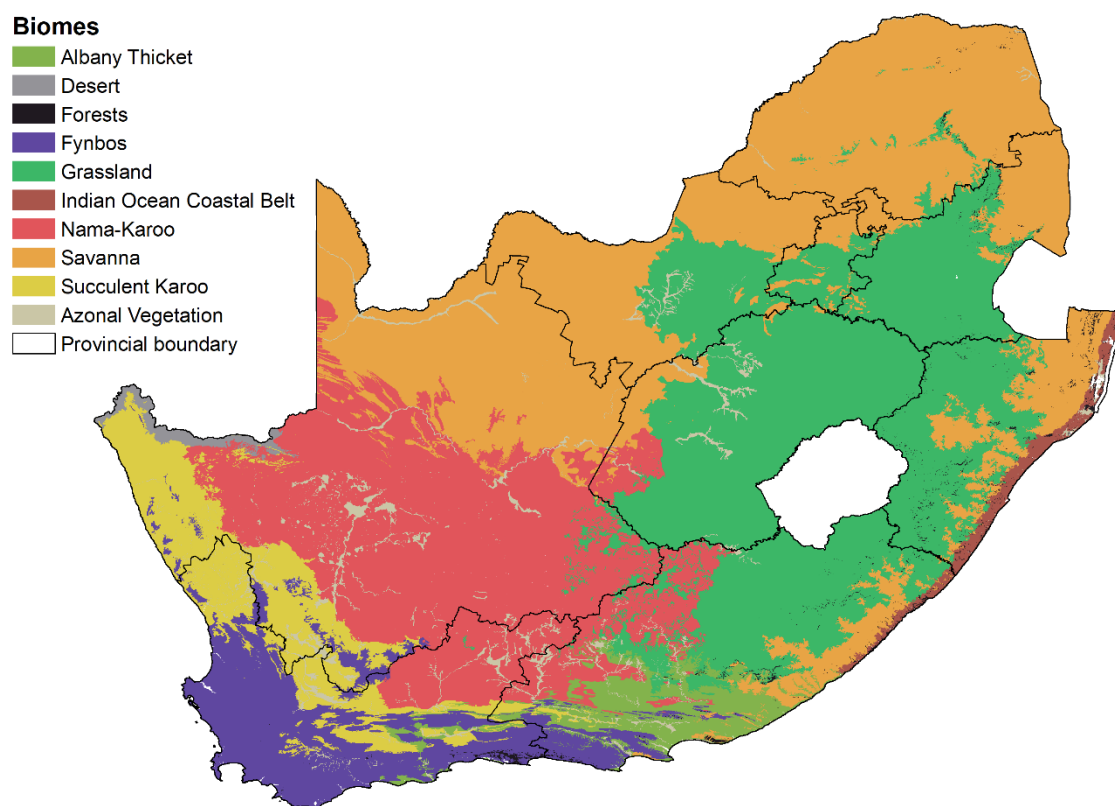 Biomes
Albany Thicket
Desert
Forests
Fynbos
Grassland
Indian Ocean Coastal Belt
Nama-Karoo
Savanna
Succulent Karoo
Azonal Vegetation
Provincial boundary